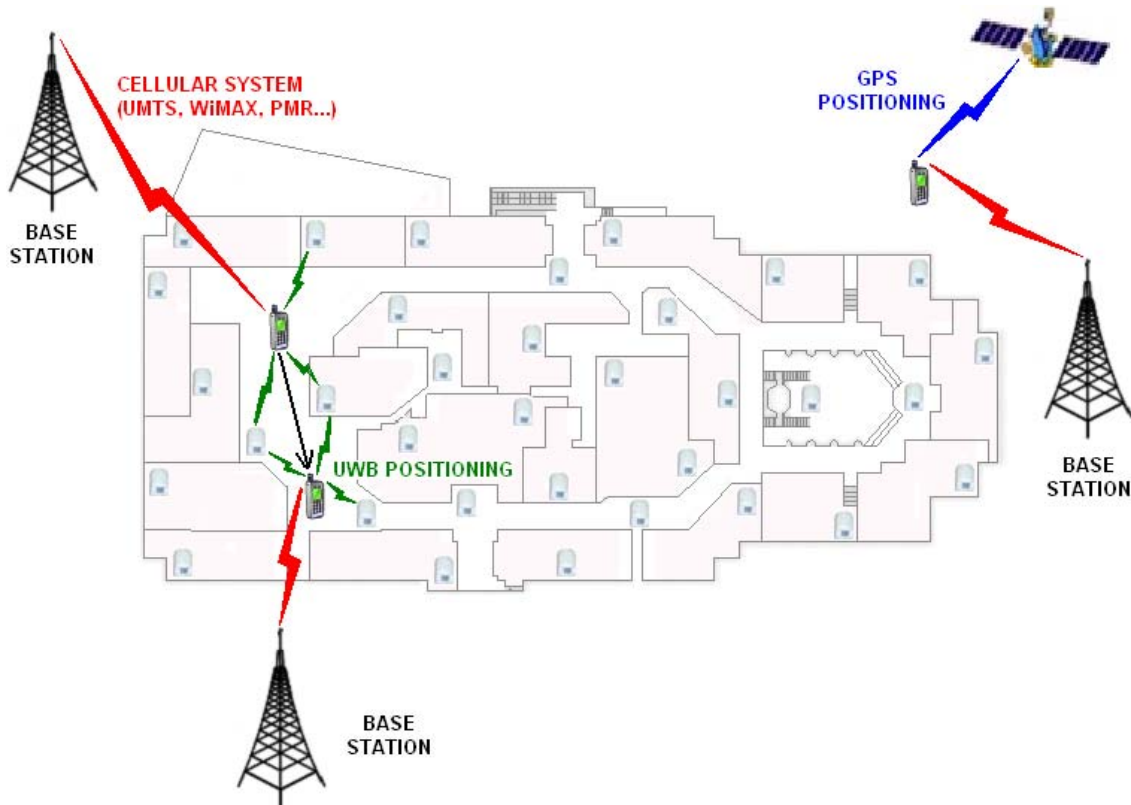 CELLULAR SYSTEM
(UMTS, WiMAX, PMR...)
GPS
POSITIONING
BASE
STATION
UWB POSITIONING
BASE
STATION
BASE
STATION